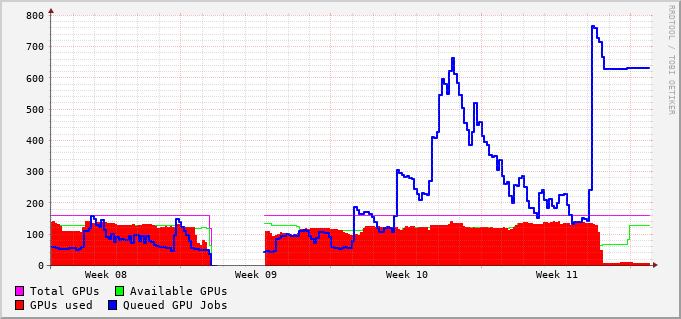 800
700
600
500
400
300
200
100
0
Week 08 Week 09 Week 10 Week 11
Total GPUs Available GPUs
GPUs used Queued GPU Jobs
RRDTOOL / TOBI OETIKER